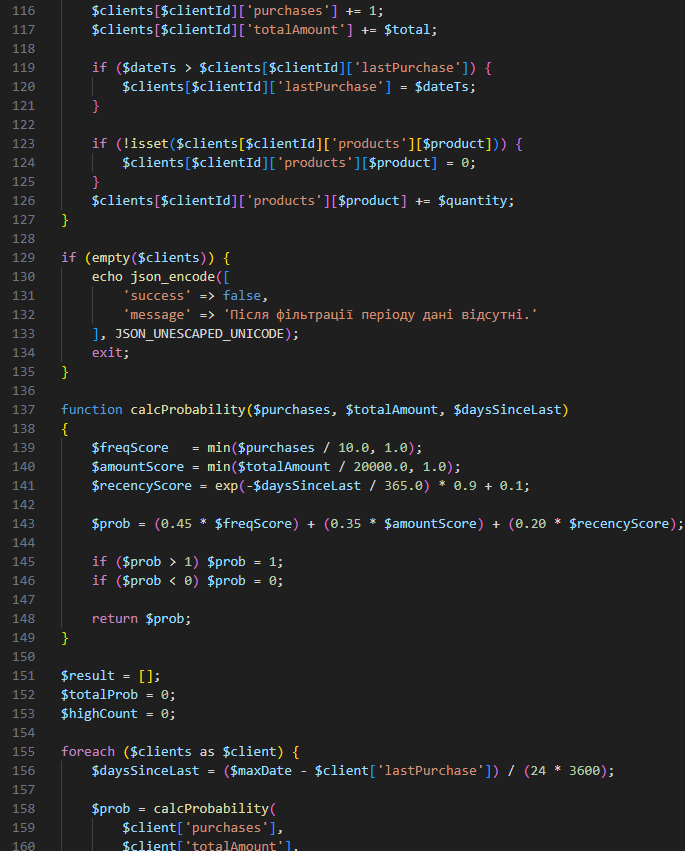 116 $clients[$clientId]['purchases'] += 1;
117 $clients[$clientId]['totalAmount'] += $total;
118
119 if ($dateTs > $clients[$clientId]['lastPurchase']) {
120 $clients[$clientId]['lastPurchase'] = $dateTs;
121 }
122
123 if (!isset($clients[$clientId]['products'][$product])) {
124 $clients[$clientId]['products'][$product] = 0;
125 }
126 $clients[$clientId]['products'][$product] += $quantity;
127 }
128
129 if (empty($clients)) {
130 echo json_encode([
131 'success' => false,
132 'message' => 'Після фільтрації періоду дані відсутні.'
133 ], JSON_UNESCAPED_UNICODE);
134 exit;
135 }
136
137 function calcProbability($purchases, $totalAmount, $daysSinceLast)
138 {
139 $freqScore   = min($purchases / 10.0, 1.0);
140 $amountScore = min($totalAmount / 20000.0, 1.0);
141 $recencyScore = exp(-$daysSinceLast / 365.0) * 0.9 + 0.1;
142
143 $prob = (0.45 * $freqScore) + (0.35 * $amountScore) + (0.20 * $recencyScore);
144
145 if ($prob > 1) $prob = 1;
146 if ($prob < 0) $prob = 0;
147
148 return $prob;
149 }
150
151 $result = [];
152 $totalProb = 0;
153 $highCount = 0;
154
155 foreach ($clients as $client) {
156 $daysSinceLast = ($maxDate - $client['lastPurchase']) / (24 * 3600);
157
158 $prob = calcProbability(
159 $client['purchases'],
160 $client['totalAmount'],